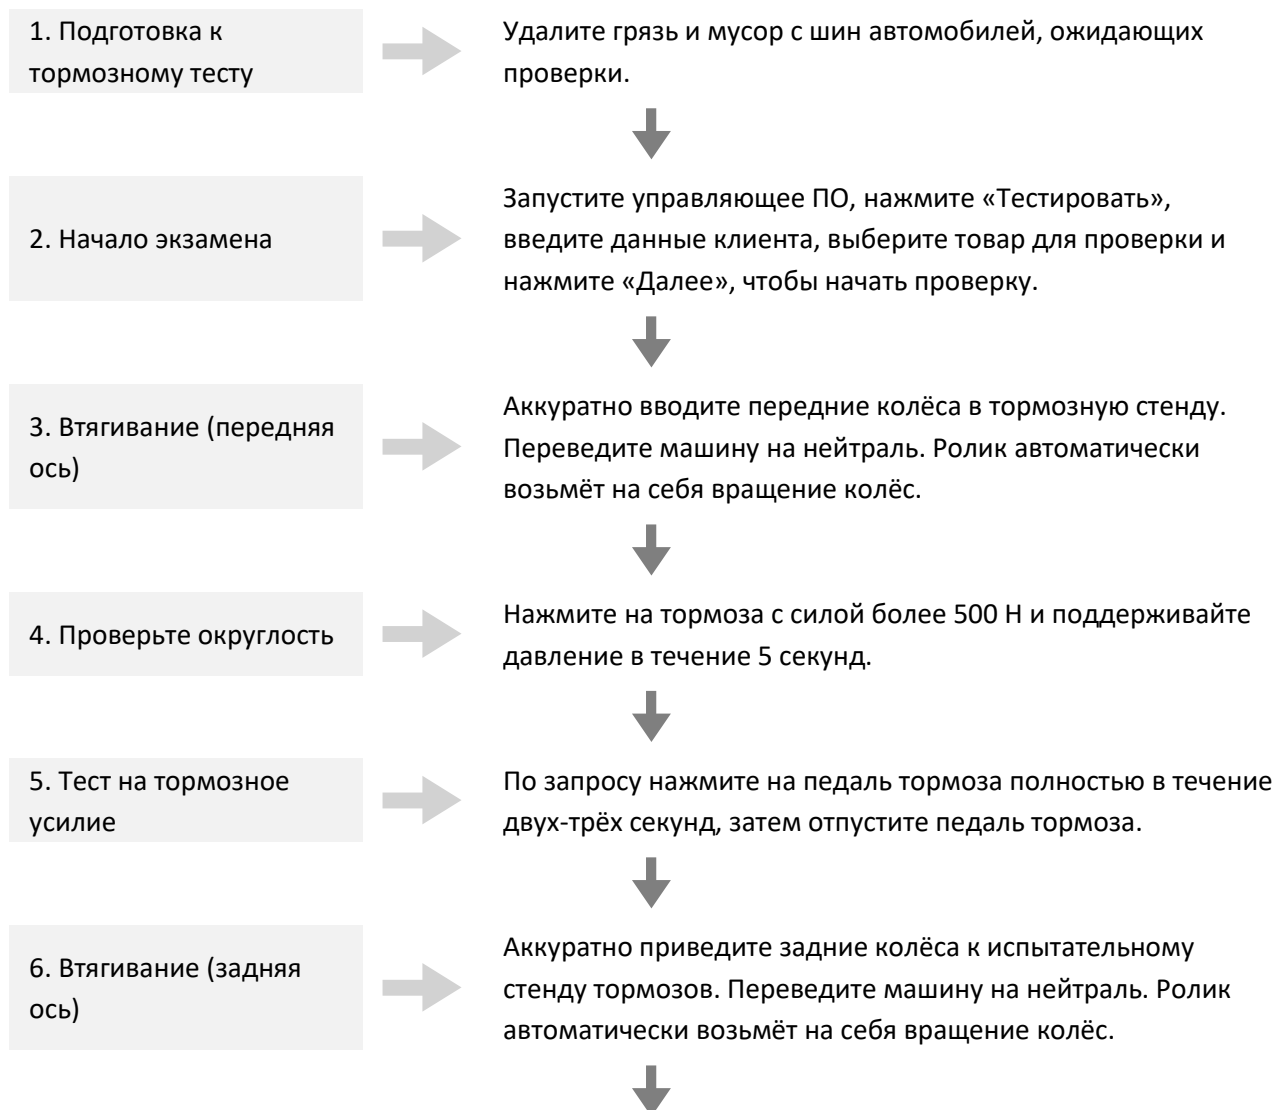 1. Подготовка к
тормозному тесту
Удалите грязь и мусор с шин автомобилей, ожидающих
проверки.
2. Начало экзамена
Запустите управляющее ПО, нажмите «Тестировать»,
введите данные клиента, выберите товар для проверки и
нажмите «Далее», чтобы начать проверку.
3. Втягивание (передняя
ось)
Аккуратно вводите передние колёса в тормозную стенду.
Переведите машину на нейтраль. Ролик автоматически
возьмёт на себя вращение колёс.
4. Проверьте округлость
Нажмите на тормоза с силой более 500 Н и поддерживайте
давление в течение 5 секунд.
5. Тест на тормозное
усилие
По запросу нажмите на педаль тормоза полностью в течение
двух-трёх секунд, затем отпустите педаль тормоза.
6. Втягивание (задняя
ось)
Аккуратно приведите задние колёса к испытательному
стенду тормозов. Переведите машину на нейтраль. Ролик
автоматически возьмёт на себя вращение колёс.